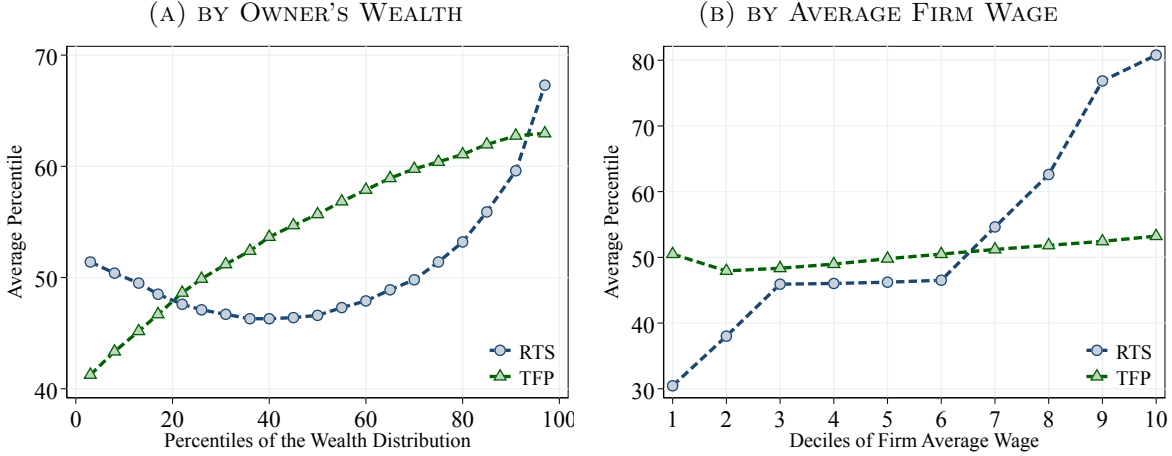 (A) BY OWNER'S WEALTH
70
60
50
40
Average Percentile
RTS
TFP
0 20 40 60 80 100
Percentiles of the Wealth Distribution
(B) BY AVERAGE FIRM WAGE
80
70
60
50
40
30
Average Percentile
RTS
TFP
1 2 3 4 5 6 7 8 9 10
Deciles of Firm Average Wage